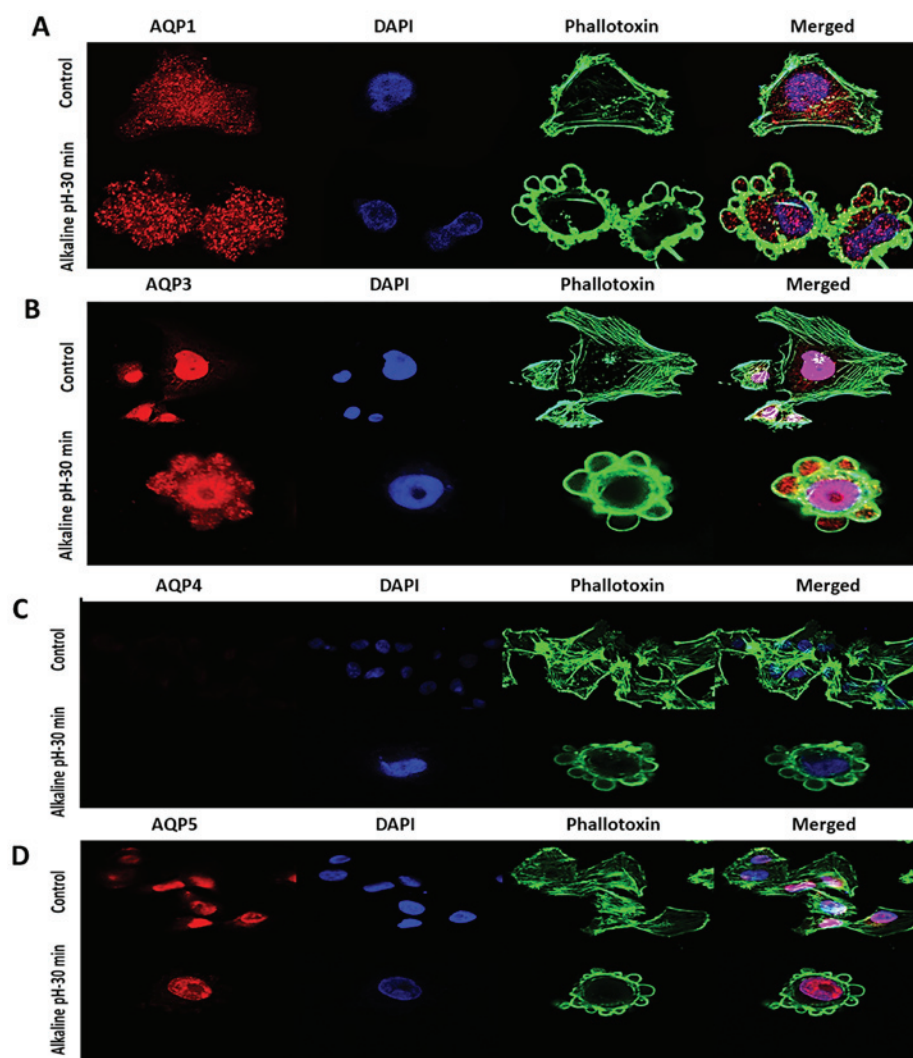 A
AQP1 DAPI Phallotoxin Merged
Control
Alkaline pH-30 min
B
AQP3 DAPI Phallotoxin Merged
Control
Alkaline pH-30 min
C
AQP4 DAPI Phallotoxin Merged
Control
Alkaline pH-30 min
D
AQP5 DAPI Phallotoxin Merged
Control
Alkaline pH-30 min